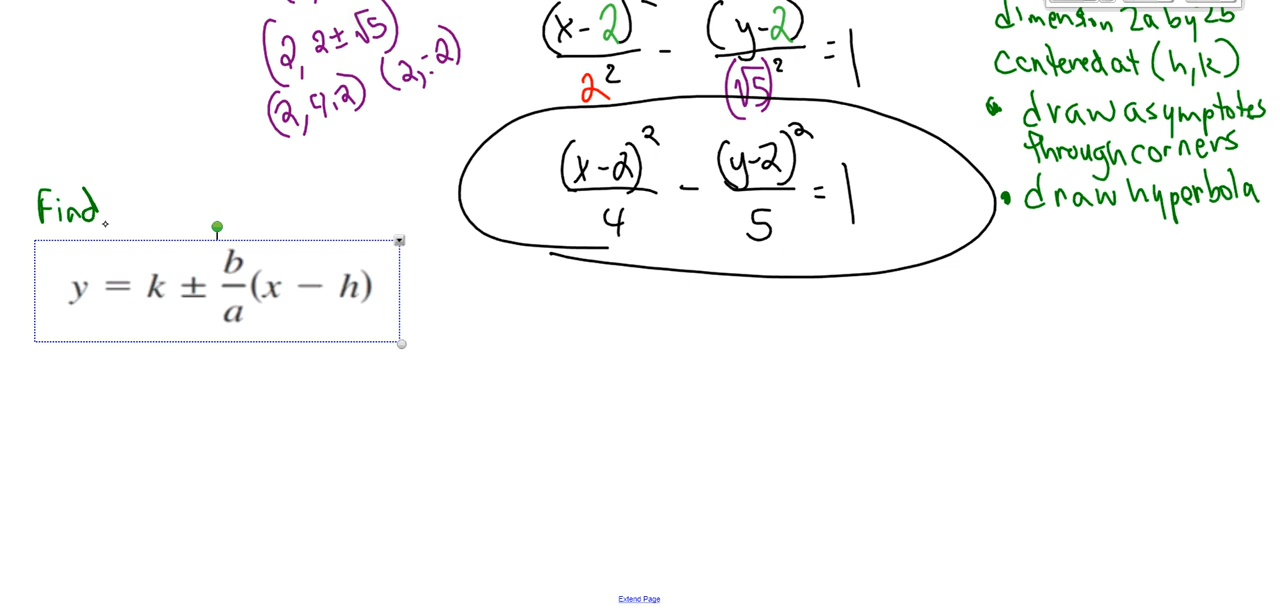 (2, 2±√5)
(2, 4.2) (2, -.2)
(x-2)² / 2² - (y-2) / (√5)² = 1
(x-2)² / 4 - (y-2)² / 5 = 1
dimension 2a by 2b
centered at (h, k)
• draw asymptotes
through corners
• draw hyperbola
Find
y = k ± b/a (x − h)
Extend Page